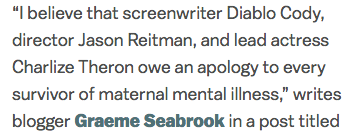 “I believe that screenwriter Diablo Cody,
director Jason Reitman, and lead actress
Charlize Theron owe an apology to every
survivor of maternal mental illness,” writes
blogger Graeme Seabrook in a post titled